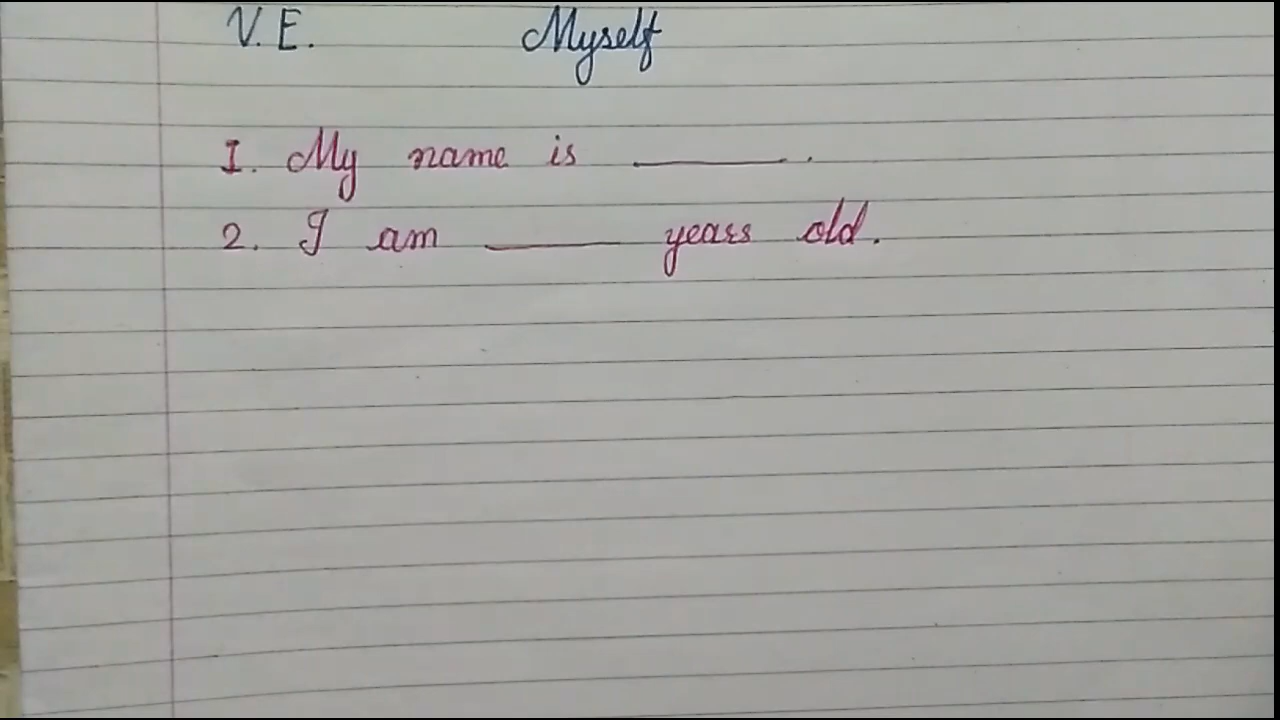 V. E. Myself
1. My name is ______.
2. I am ______ years old.